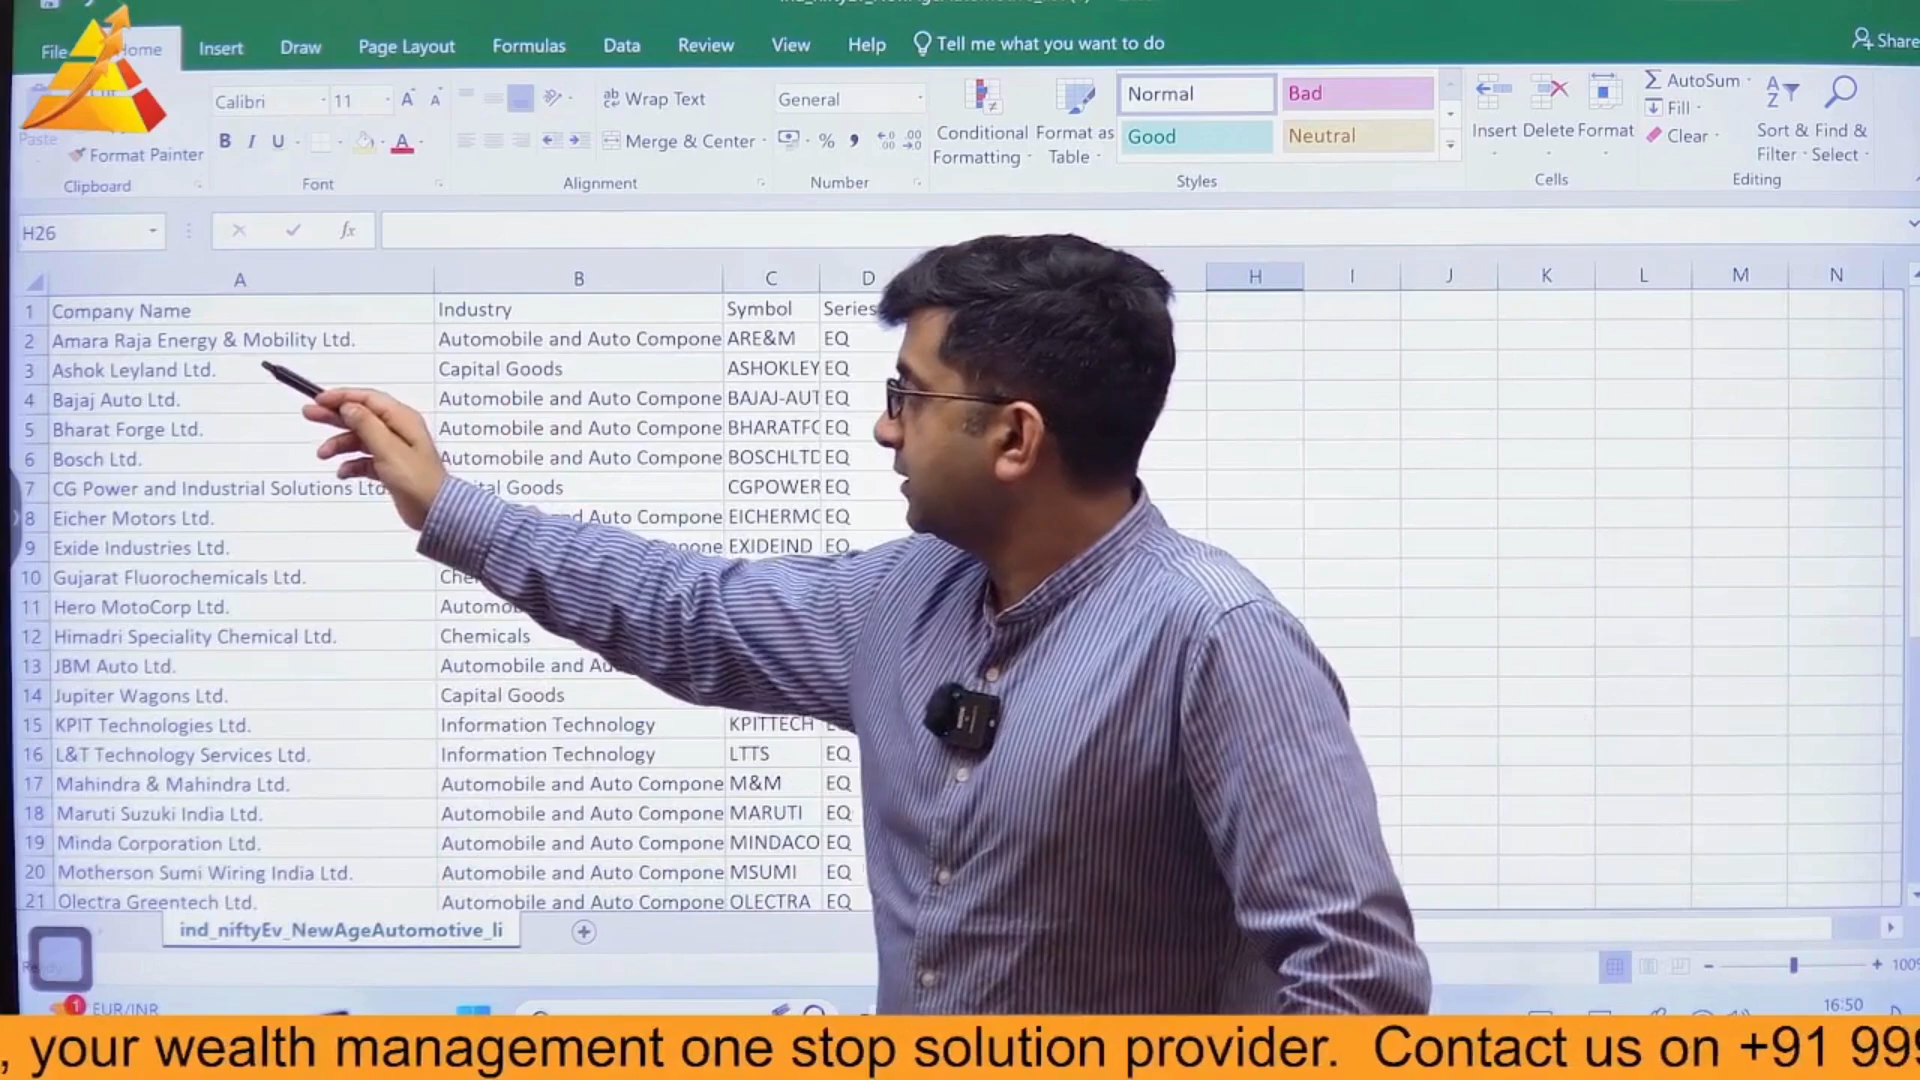 File Home Insert Draw Page Layout Formulas Data Review View Help Tell me what you want to do Share
Paste
Format Painter
Clipboard
Calibri 11
B I U A
Font
Wrap Text
Merge & Center
Alignment
General
%
Number
Conditional Formatting
Format as Table
Normal Bad
Good Neutral
Styles
Insert Delete Format
Cells
AutoSum
Fill
Clear
Sort & Filter
Find & Select
Editing
H26 fx
A B C D H I J K L M N
1 Company Name Industry Symbol Series
2 Amara Raja Energy & Mobility Ltd. Automobile and Auto Compone ARE&M EQ
3 Ashok Leyland Ltd. Capital Goods ASHOKLEY EQ
4 Bajaj Auto Ltd. Automobile and Auto Compone BAJAJ-AUT EQ
5 Bharat Forge Ltd. Automobile and Auto Compone BHARATFC EQ
6 Bosch Ltd. Automobile and Auto Compone BOSCHLTD EQ
7 CG Power and Industrial Solutions Ltd. Goods CGPOWER EQ
8 Eicher Motors Ltd. Auto Compone EICHERMC EQ
9 Exide Industries Ltd. EXIDEIND EQ
10 Gujarat Fluorochemicals Ltd.
11 Hero MotoCorp Ltd.
12 Himadri Speciality Chemical Ltd. Chemicals
13 JBM Auto Ltd. Automobile and
14 Jupiter Wagons Ltd. Capital Goods
15 KPIT Technologies Ltd. Information Technology KPITTECH
16 L&T Technology Services Ltd. Information Technology LTTS EQ
17 Mahindra & Mahindra Ltd. Automobile and Auto Compone M&M EQ
18 Maruti Suzuki India Ltd. Automobile and Auto Compone MARUTI EQ
19 Minda Corporation Ltd. Automobile and Auto Compone MINDACO EQ
20 Motherson Sumi Wiring India Ltd. Automobile and Auto Compone MSUMI EQ
21 Olectra Greentech Ltd. Automobile and Auto Compone OLECTRA EQ
ind_niftyEv_NewAgeAutomotive_li
100%
1 EUR/INR
16:50
, your wealth management one stop solution provider. Contact us on +91 999